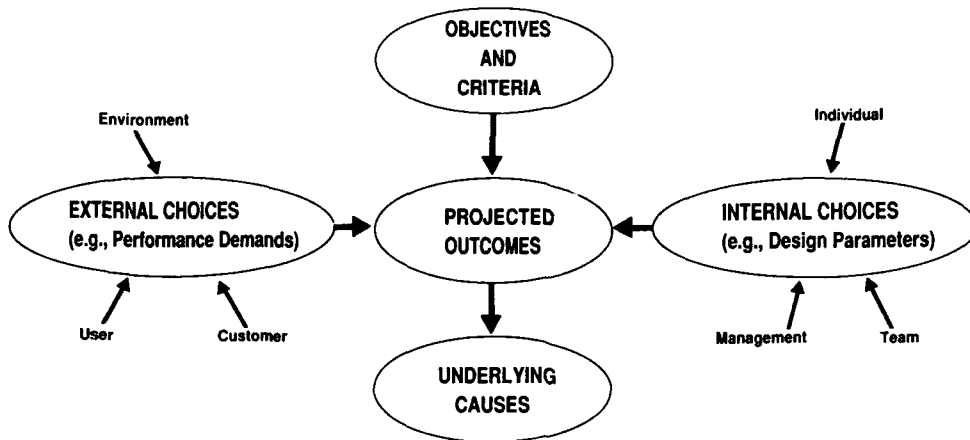 OBJECTIVES
AND
CRITERIA
Environment
Individual
EXTERNAL CHOICES
(e.g., Performance Demands)
PROJECTED
OUTCOMES
INTERNAL CHOICES
(e.g., Design Parameters)
User
Customer
Management
Team
UNDERLYING
CAUSES